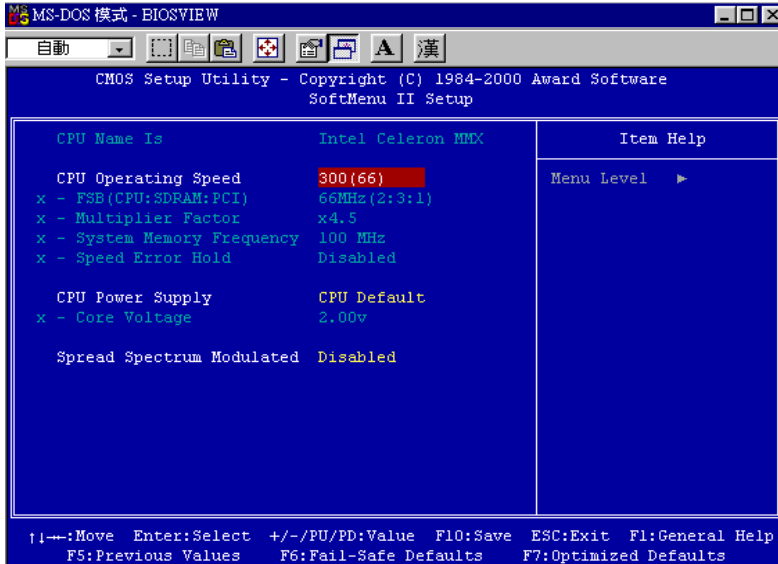 MS-DOS 模式 - BIOSVIEW
自動 A 漢
CMOS Setup Utility - Copyright (C) 1984-2000 Award Software
SoftMenu II Setup
CPU Name Is Intel Celeron MMX
CPU Operating Speed 300(66)
x - FSB(CPU:SDRAM:PCI) 66MHz(2:3:1)
x - Multiplier Factor x4.5
x - System Memory Frequency 100 MHz
x - Speed Error Hold Disabled
CPU Power Supply CPU Default
x - Core Voltage 2.00v
Spread Spectrum Modulated Disabled
Item Help
Menu Level ►
↑↓→←:Move Enter:Select +/-/PU/PD:Value F10:Save ESC:Exit F1:General Help
F5:Previous Values F6:Fail-Safe Defaults F7:Optimized Defaults